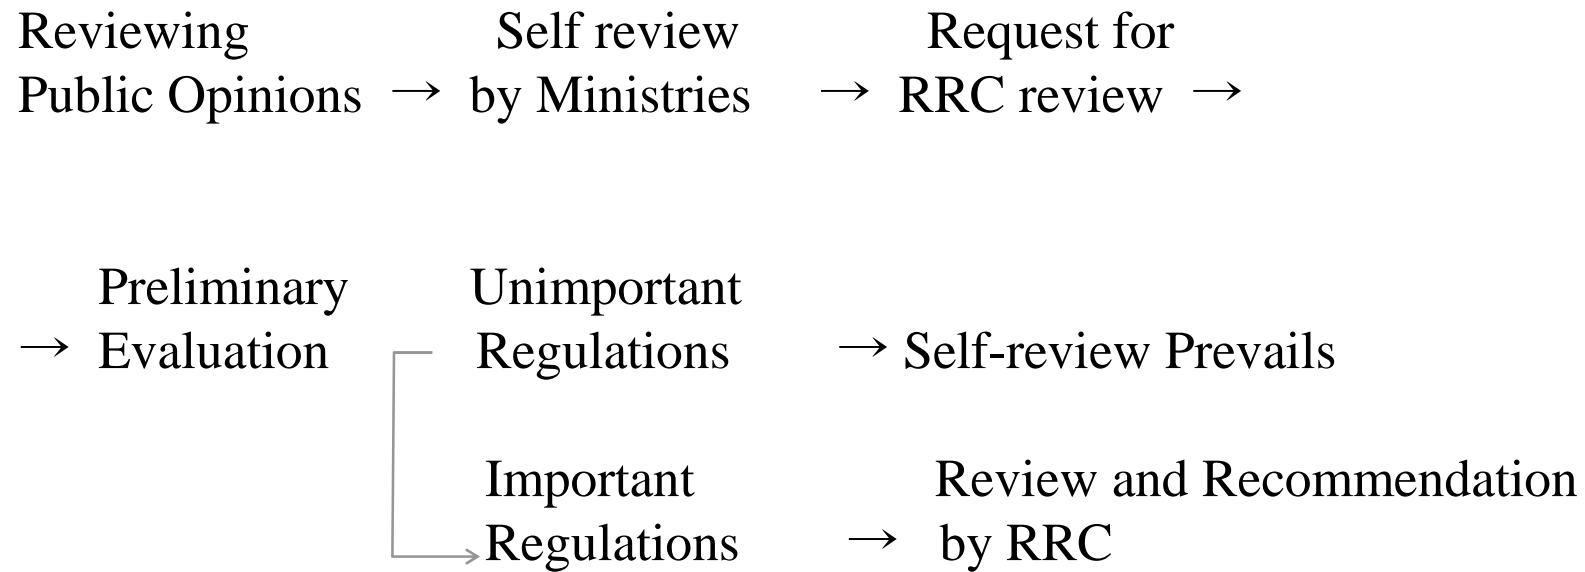 Reviewing Self review Request for
Public Opinions → by Ministries → RRC review →
Preliminary Unimportant
→ Evaluation Regulations → Self-review Prevails
Important Review and Recommendation
Regulations → by RRC